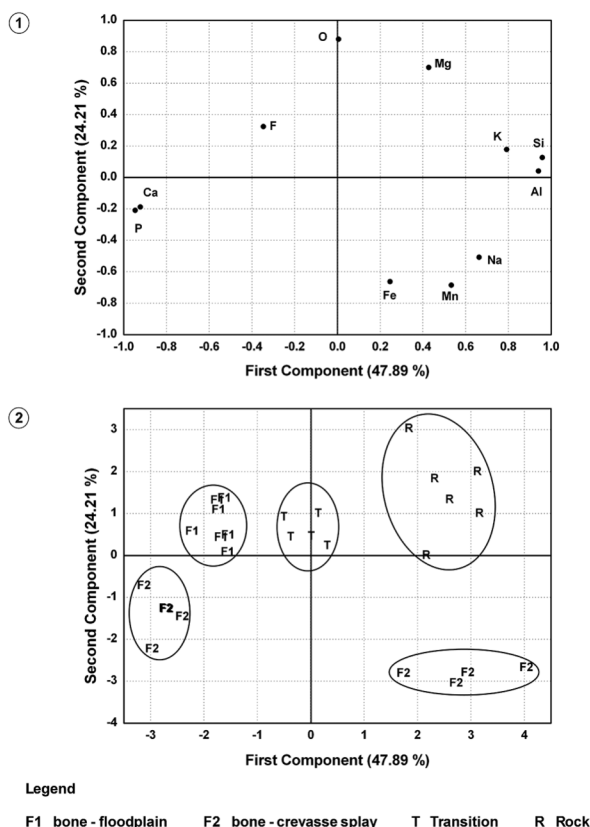 1
1.0
0.8
0.6
0.4
0.2
0.0
-0.2
-0.4
-0.6
-0.8
-1.0
Second Component (24.21 %)
O
Mg
F
K
Si
Al
Ca
P
Na
Fe
Mn
-1.0 -0.8 -0.6 -0.4 -0.2 0.0 0.2 0.4 0.6 0.8 1.0
First Component (47.89 %)
2
3
2
1
0
-1
-2
-3
-4
Second Component (24.21 %)
R
R R
R
R
R
F1 F1
F1
F1 F1 F1
F1
T T
T T
T
F2
F2 F2
F2
F2 F2 F2
F2
-3 -2 -1 0 1 2 3 4
First Component (47.89 %)
Legend
F1 bone - floodplain F2 bone - crevasse splay T Transition R Rock